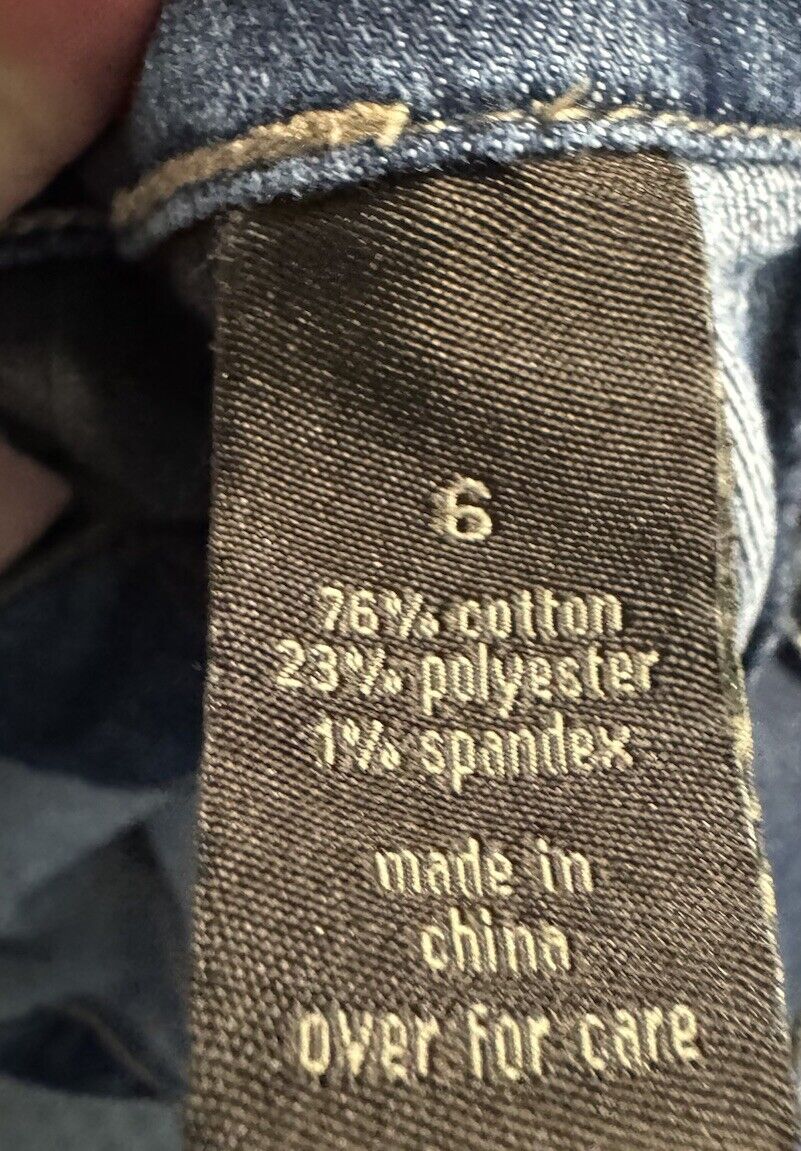 6
76% cotton
23% polyester
1% spandex
made in
china
over for care